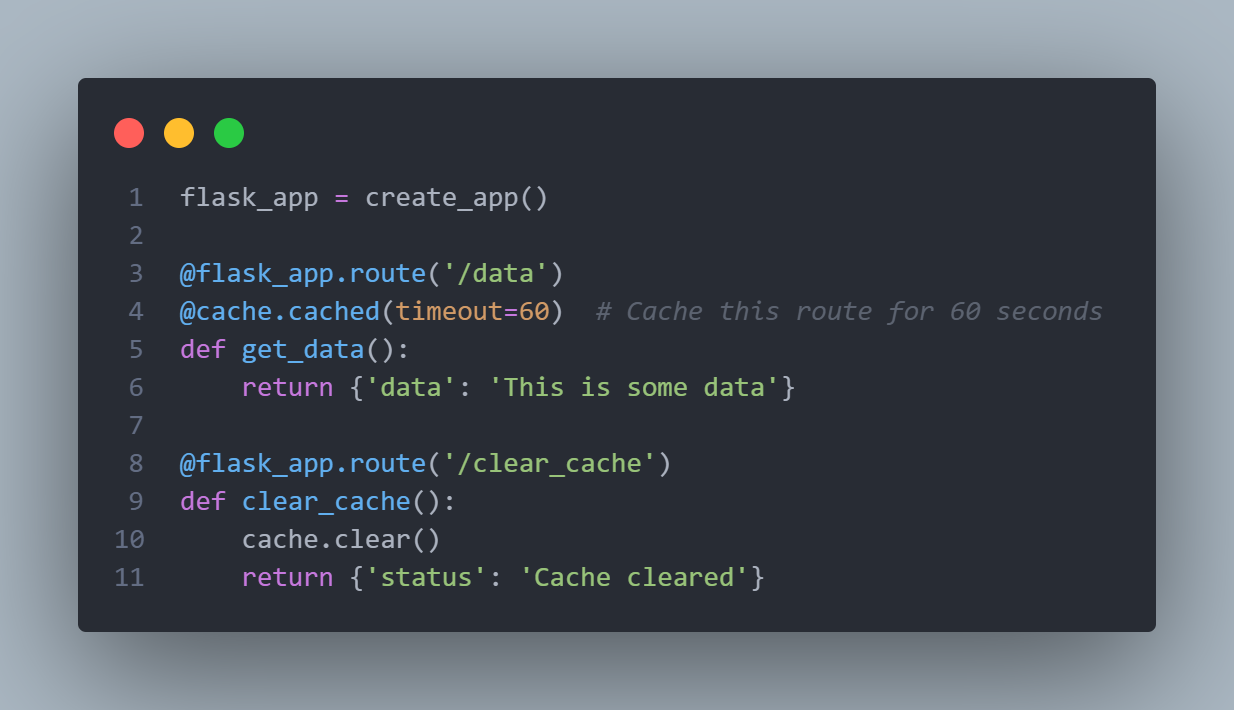 1 flask_app = create_app()
2
3 @flask_app.route('/data')
4 @cache.cached(timeout=60)  # Cache this route for 60 seconds
5 def get_data():
6     return {'data': 'This is some data'}
7
8 @flask_app.route('/clear_cache')
9 def clear_cache():
10     cache.clear()
11     return {'status': 'Cache cleared'}